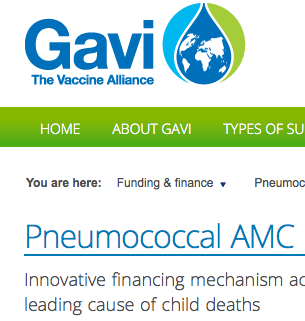 Gavi
The Vaccine Alliance
HOME ABOUT GAVI TYPES OF SU
You are here: Funding & finance Pneumoc
Pneumococcal AMC
Innovative financing mechanism ac
leading cause of child deaths